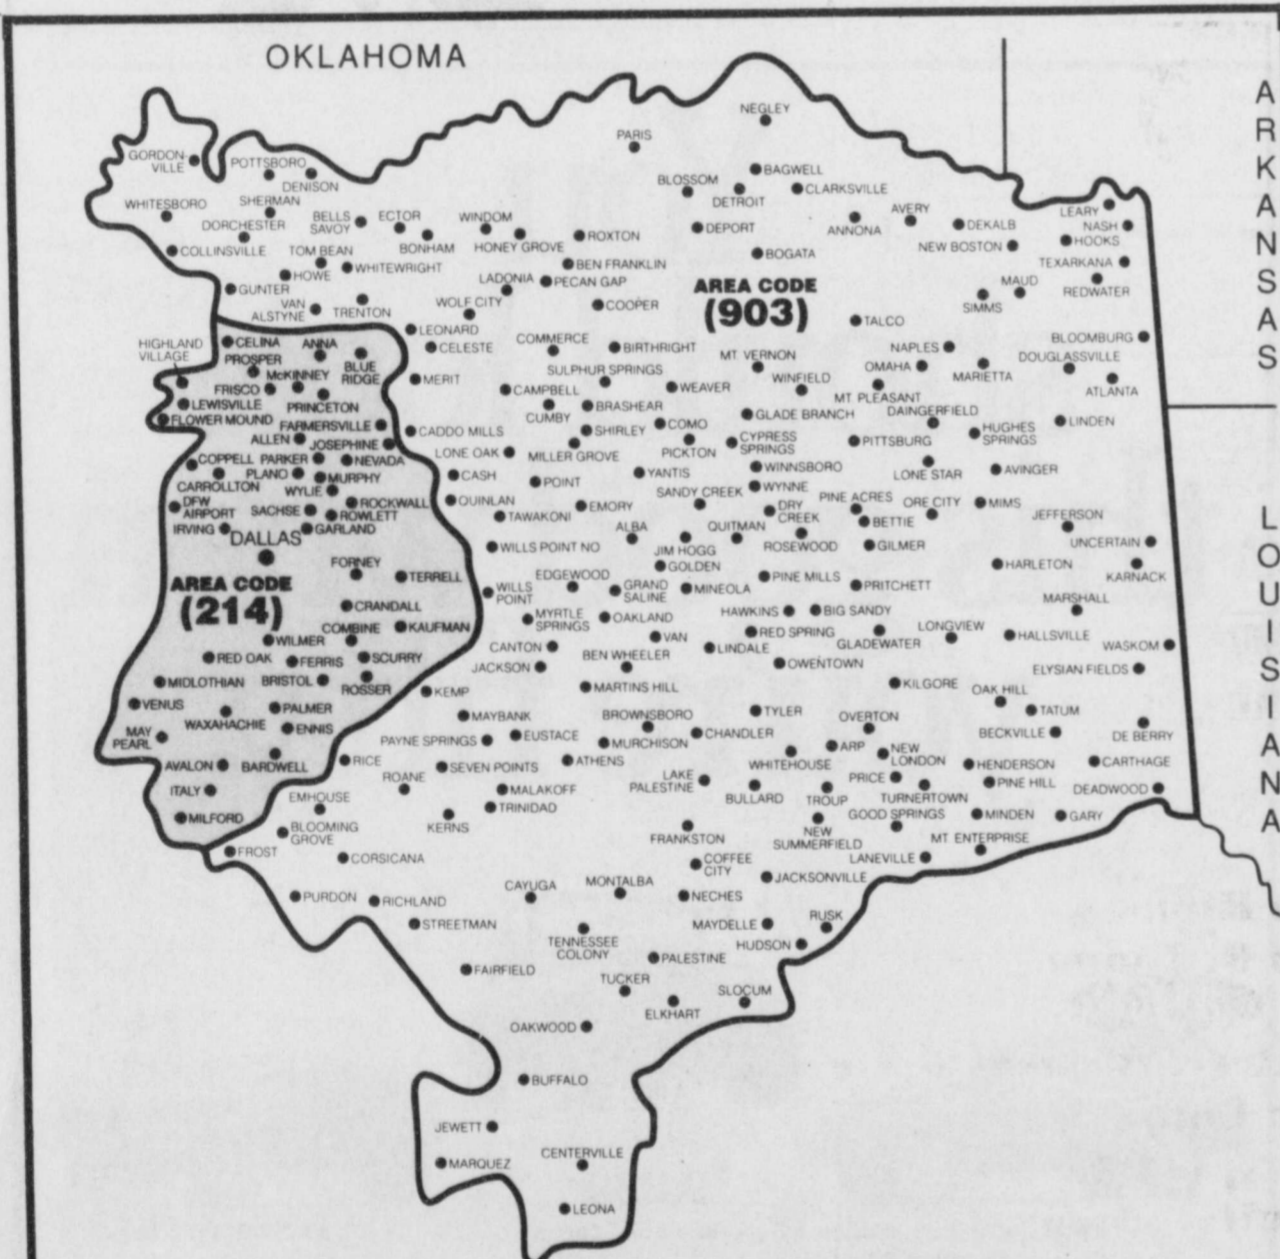 OKLAHOMA
ARKANSAS
LOUISIANA
NEGLEY
PARIS
GORDON-
VILLE
POTTSBORO
DENISON
BAGWELL
BLOSSOM
DETROIT
CLARKSVILLE
WHITESBORO
SHERMAN
DORCHESTER
BELLS
SAVOY
ECTOR
BONHAM
WINDOM
HONEY GROVE
ROXTON
DEPORT
ANNONA
AVERY
DEKALB
NEW BOSTON
LEARY
NASH
HOOKS
COLLINSVILLE
TOM BEAN
HOWE
WHITEWRIGHT
LADONIA
BEN FRANKLIN
PECAN GAP
BOGATA
TEXARKANA
REDWATER
MAUD
SIMMS
GUNTER
VAN
ALSTYNE
TRENTON
WOLF CITY
COOPER
AREA CODE
(903)
TALCO
LEONARD
CELESTE
COMMERCE
BIRTHRIGHT
MT. VERNON
NAPLES
OMAHA
MARIETTA
BLOOMBURG
DOUGLASSVILLE
ATLANTA
HIGHLAND
VILLAGE
CELINA
ANNA
PROSPER
BLUE
RIDGE
McKINNEY
FRISCO
PRINCETON
LEWISVILLE
FLOWER MOUND
FARMERSVILLE
ALLEN
JOSEPHINE
MERIT
CAMPBELL
SULPHUR SPRINGS
WEAVER
WINFIELD
MT. PLEASANT
CUMBY
BRASHEAR
GLADE BRANCH
DAINGERFIELD
LINDEN
CADDO MILLS
SHIRLEY
COMO
HUGHES
SPRINGS
LONE OAK
MILLER GROVE
PICKTON
CYPRESS
SPRINGS
PITTSBURG
COPPELL
PARKER
NEVADA
CARROLLTON
PLANO
MURPHY
WYLIE
CASH
POINT
YANTIS
WINNSBORO
LONE STAR
AVINGER
DFW
AIRPORT
SACHSE
ROCKWALL
ROWLETT
IRVING
GARLAND
QUINLAN
TAWAKONI
EMORY
SANDY CREEK
WYNNE
DRY
CREEK
PINE ACRES
BETTIE
ORE CITY
MIMS
JEFFERSON
DALLAS
WILLS POINT NO
ALBA
JIM HOGG
QUITMAN
ROSEWOOD
GILMER
UNCERTAIN
KARNACK
HARLETON
AREA CODE
(214)
FORNEY
TERRELL
CRANDALL
WILLS
POINT
EDGEWOOD
GRAND
SALINE
GOLDEN
MINEOLA
PINE MILLS
PRITCHETT
MARSHALL
WILMER
COMBINE
KAUFMAN
MYRTLE
SPRINGS
OAKLAND
HAWKINS
BIG SANDY
RED SPRING
GLADEWATER
LONGVIEW
HALLSVILLE
WASKOM
RED OAK
FERRIS
SCURRY
CANTON
VAN
LINDALE
JACKSON
BEN WHEELER
OWENTOWN
ELYSIAN FIELDS
MIDLOTHIAN
BRISTOL
ROSSER
KEMP
MARTINS HILL
KILGORE
OAK HILL
TATUM
VENUS
WAXAHACHIE
PALMER
MAYBANK
BROWNSBORO
TYLER
OVERTON
BECKVILLE
DE BERRY
MAY
PEARL
ENNIS
PAYNE SPRINGS
EUSTACE
MURCHISON
CHANDLER
WHITEHOUSE
ARP
NEW
LONDON
AVALON
BARDWELL
RICE
SEVEN POINTS
ATHENS
HENDERSON
CARTHAGE
ITALY
ROANE
MALAKOFF
LAKE
PALESTINE
BULLARD
TROUP
PRICE
TURNERTOWN
PINE HILL
DEADWOOD
MILFORD
EMHOUSE
TRINIDAD
GOOD SPRINGS
MINDEN
GARY
BLOOMING
GROVE
KERNS
FRANKSTON
NEW
SUMMERFIELD
MT. ENTERPRISE
FROST
CORSICANA
COFFEE
CITY
LANEVILLE
PURDON
RICHLAND
CAYUGA
MONTALBA
NECHES
JACKSONVILLE
STREETMAN
TENNESSEE
COLONY
MAYDELLE
RUSK
HUDSON
FAIRFIELD
PALESTINE
TUCKER
ELKHART
SLOCUM
OAKWOOD
BUFFALO
JEWETT
MARQUEZ
CENTERVILLE
LEONA